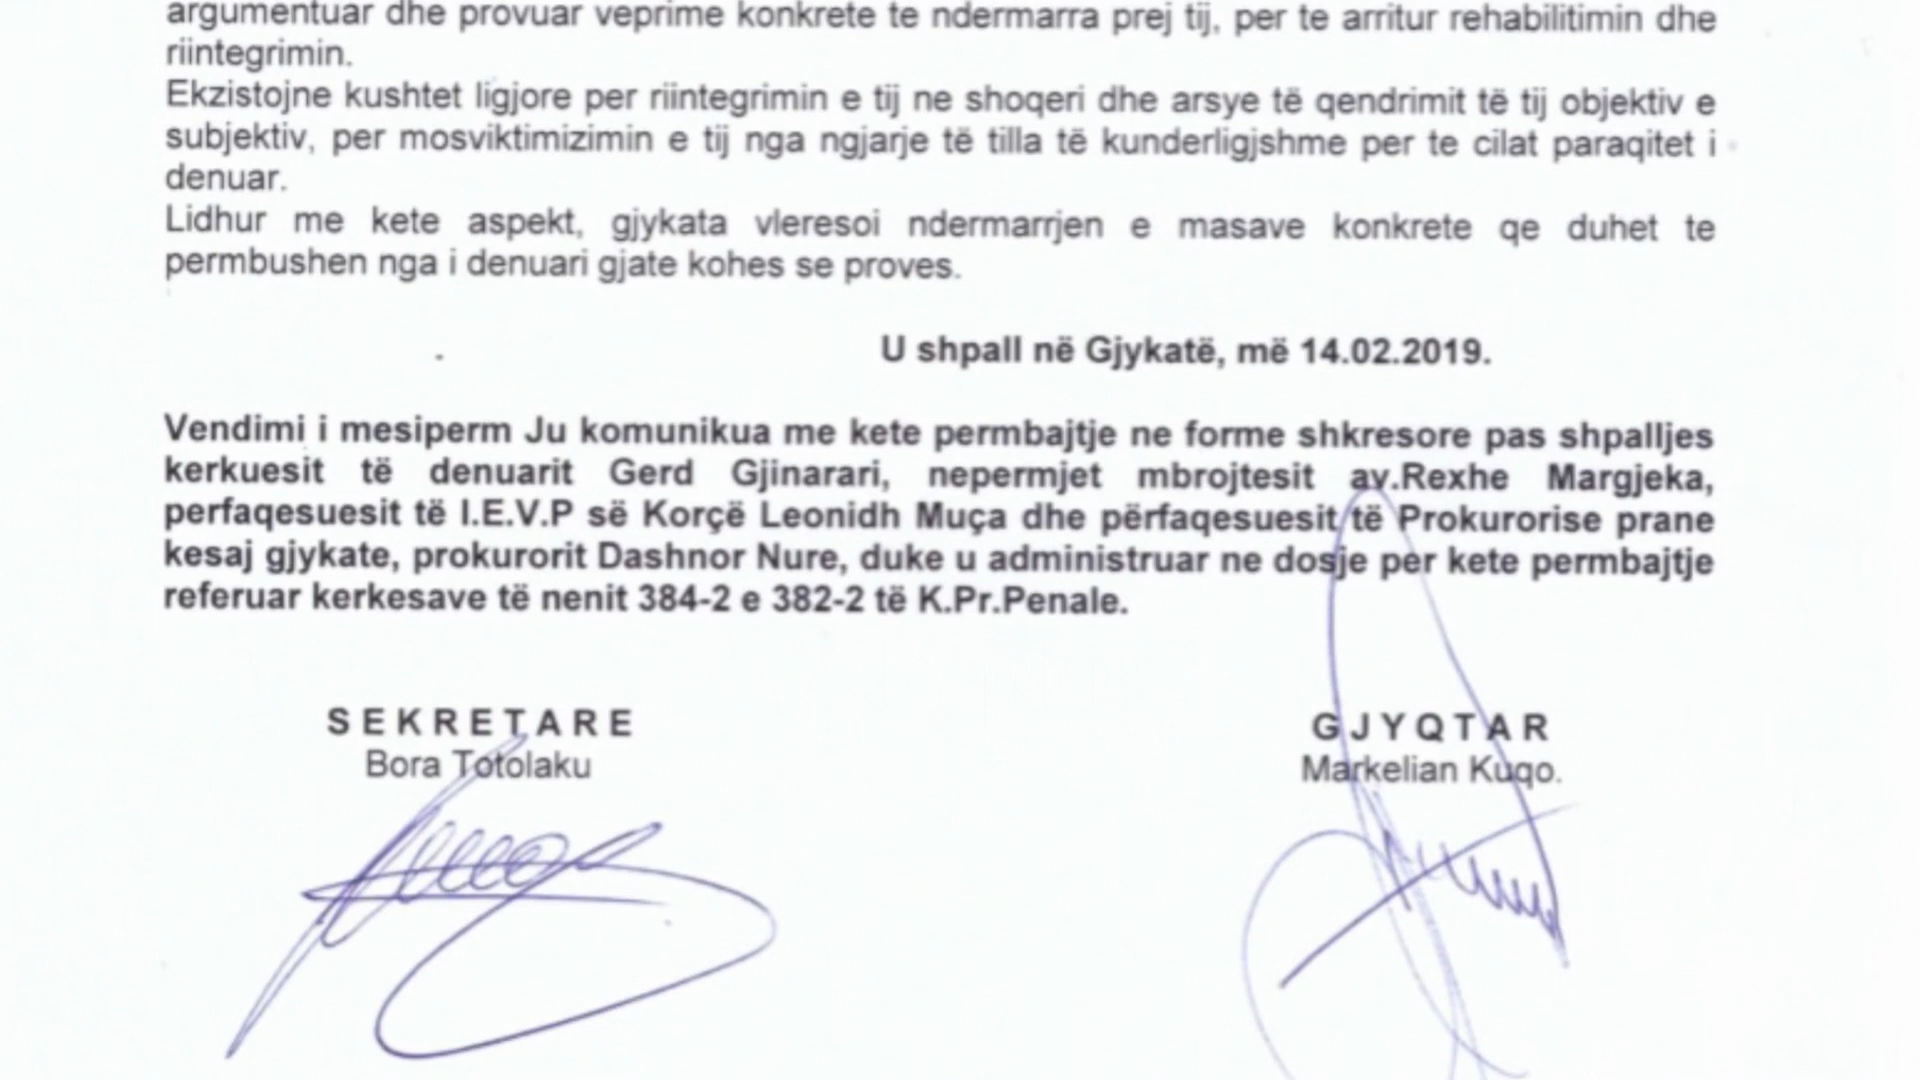 argumentuar dhe provuar veprime konkrete te ndermarra prej tij, per te arritur rehabilitimin dhe
riintegrimin.
Ekzistojne kushtet ligjore per riintegrimin e tij ne shoqeri dhe arsye të qendrimit të tij objektiv e
subjektiv, per mosviktimizimin e tij nga ngjarje të tilla të kunderligjshme per te cilat paraqitet i
denuar.
Lidhur me kete aspekt, gjykata vleresoi ndermarrjen e masave konkrete qe duhet te
permbushen nga i denuari gjate kohes se proves.
U shpall në Gjykatë, më 14.02.2019.
Vendimi i mesiperm Ju komunikua me kete permbajtje ne forme shkresore pas shpalljes
kerkuesit të denuarit Gerd Gjinarari, nepermjet mbrojtesit av.Rexhe Margjeka,
perfaqesuesit të I.E.V.P së Korçë Leonidh Muça dhe përfaqesuesit të Prokurorise prane
kesaj gjykate, prokurorit Dashnor Nure, duke u administruar ne dosje per kete permbajtje
referuar kerkesave të nenit 384-2 e 382-2 të K.Pr.Penale.
SEKRETARE
Bora Totolaku
GJYQTAR
Markelian Kuqo.